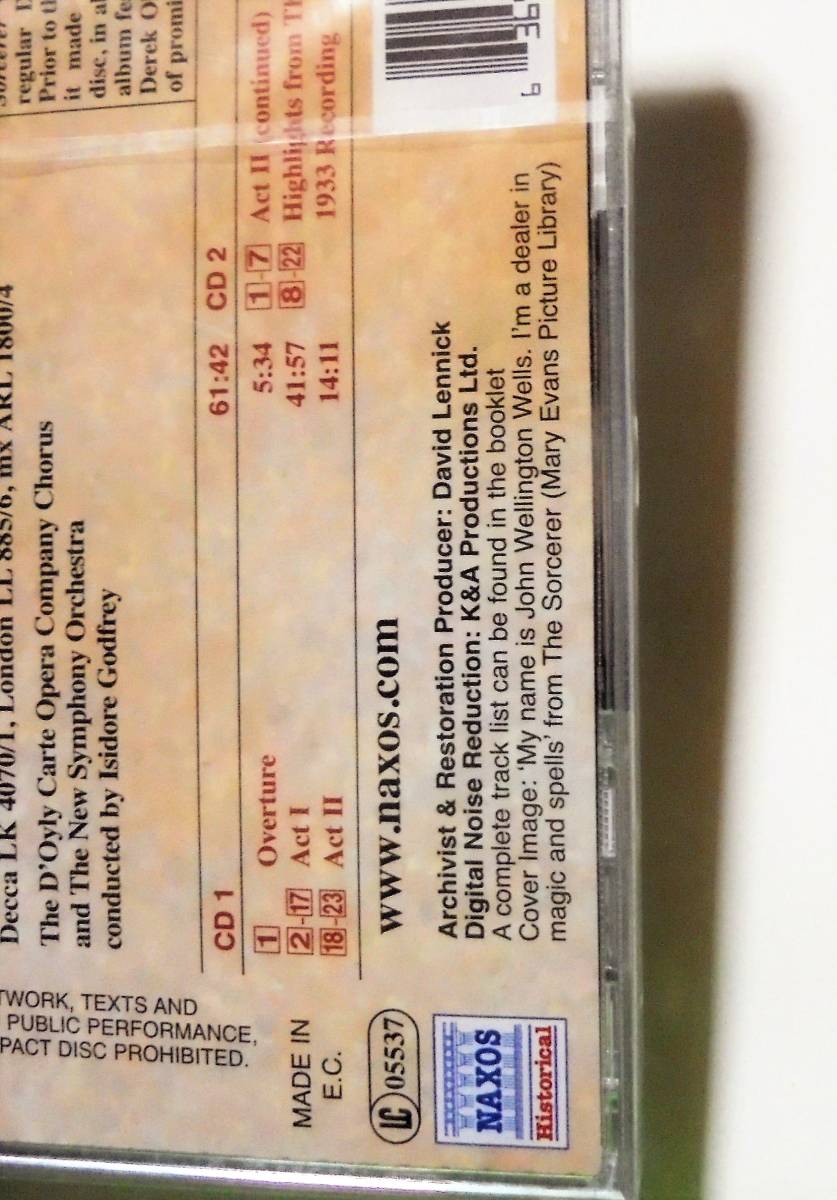 regular
Prior to
it made
disc, in
album
Derek
of promi
Decca LK 4070/1, London LL 885/6, mx ARL 1800/4
The D'Oyly Carte Opera Company Chorus
and The New Symphony Orchestra
conducted by Isidore Godfrey
TWORK, TEXTS AND
PUBLIC PERFORMANCE,
PACT DISC PROHIBITED.
MADE IN
E.C.
CD 1 61:42
1 Overture 5:34
2-17 Act I 41:57
18-23 Act II 14:11
CD 2
1-7 Act II (continued)
8-22 Highlights from
1933 Recording
LC 05537
www.naxos.com
6 369
NAXOS
Historical
Archivist & Restoration Producer: David Lennick
Digital Noise Reduction: K&A Productions Ltd.
A complete track list can be found in the booklet
Cover Image: 'My name is John Wellington Wells. I'm a dealer in
magic and spells' from The Sorcerer (Mary Evans Picture Library)